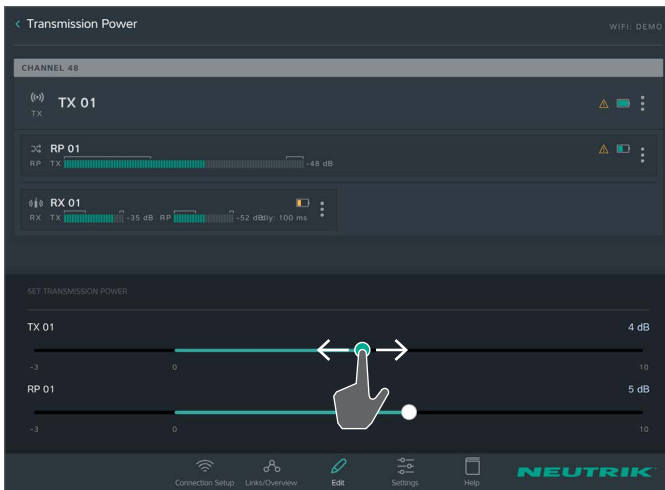 < Transmission Power
WIFI: DEMO
CHANNEL 48
TX 01
TX
RP 01
RP TX -48 dB
RX 01
RX TX -35 dB RP -52 dBdly: 100 ms
SET TRANSMISSION POWER
TX 01 4 dB
-3 0 10
RP 01 5 dB
-3 0 10
Connection Setup Links/Overview Edit Settings Help
NEUTRIK